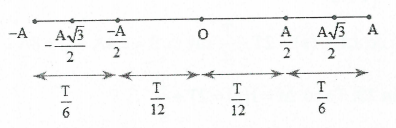 −A -A√3/2 -A/2 O A/2 A√3/2 A
T/6 T/12 T/12 T/6